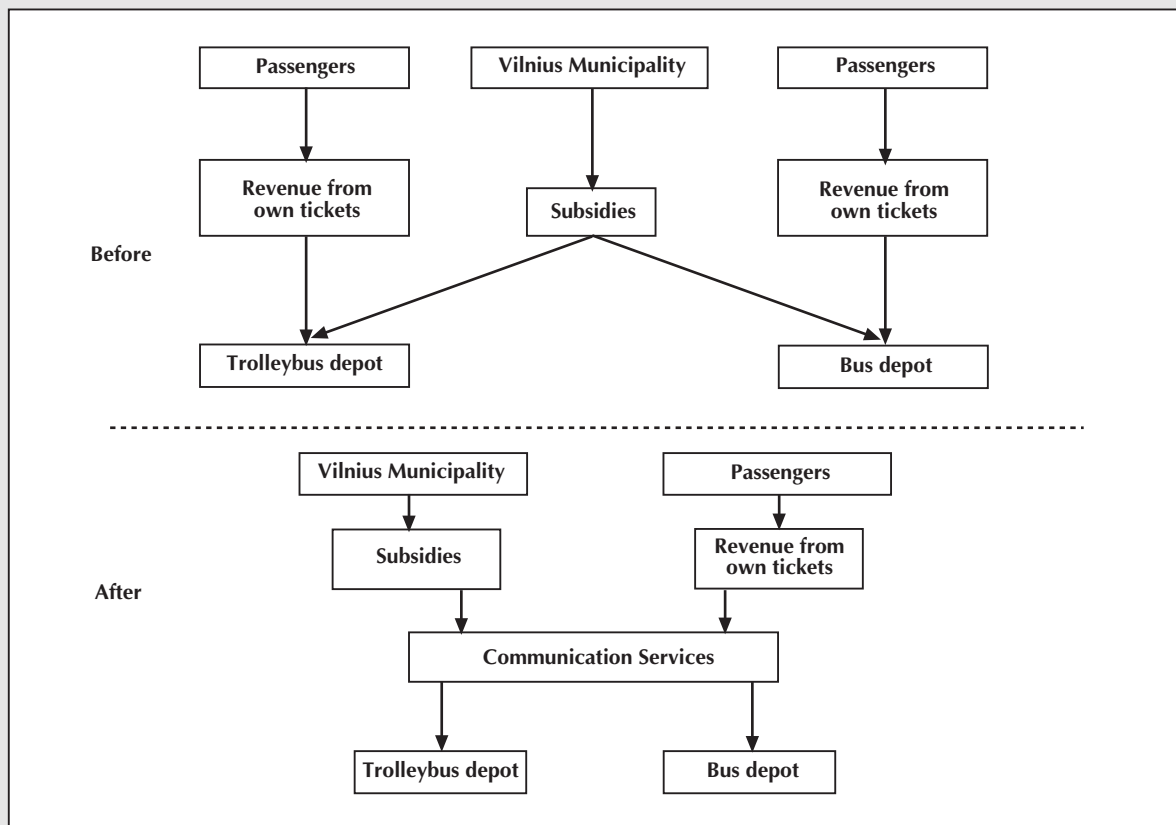 Passengers
Vilnius Municipality
Passengers
Revenue from
own tickets
Subsidies
Revenue from
own tickets
Before
Trolleybus depot
Bus depot
Vilnius Municipality
Passengers
Subsidies
Revenue from
own tickets
After
Communication Services
Trolleybus depot
Bus depot